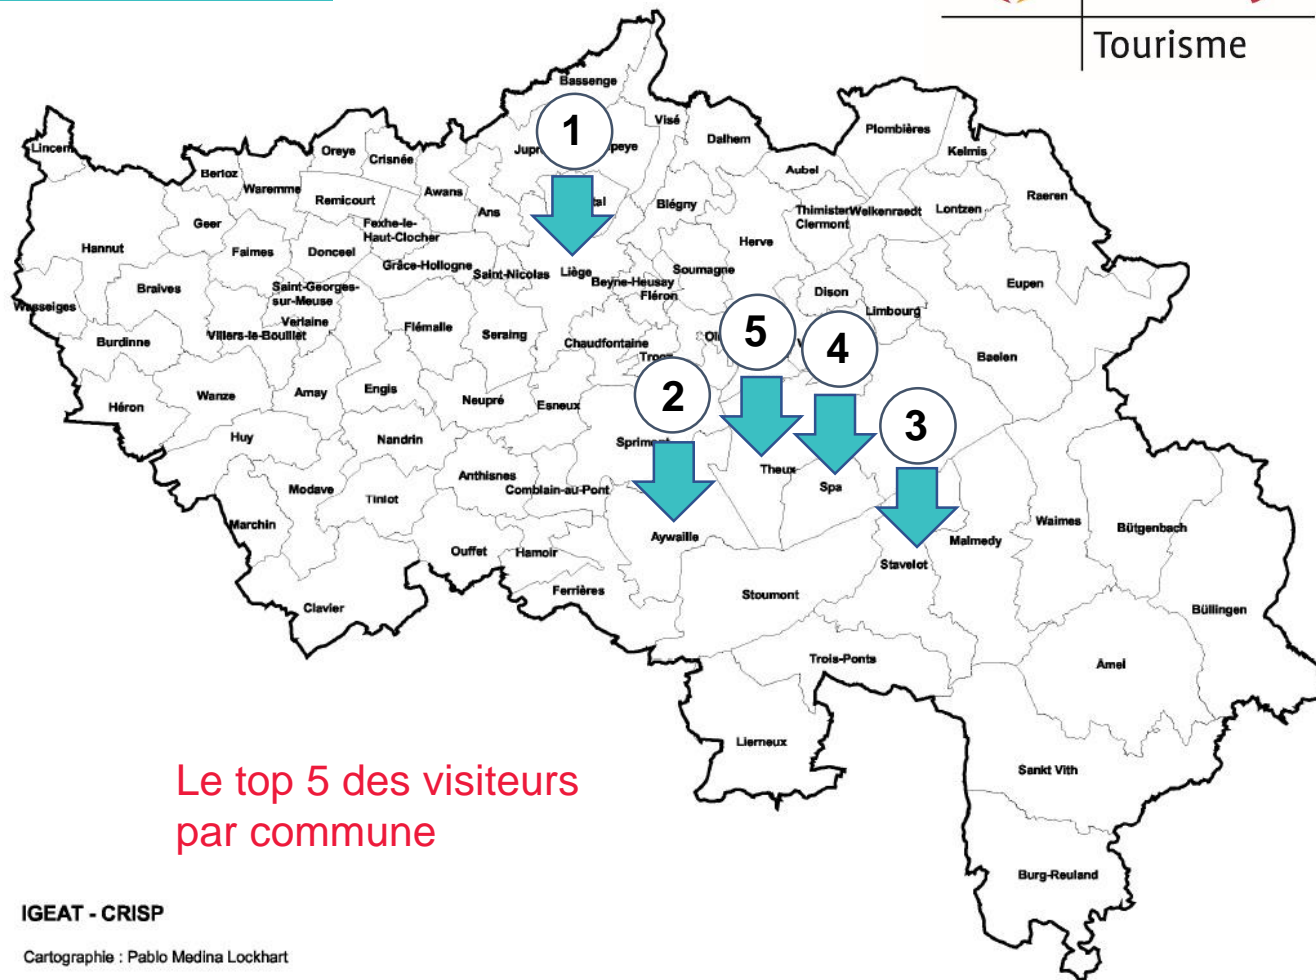 Tourisme
Bassenge
1
Visé
Dalhem
Plombières
Kelmis
Oreye
Crisnée
Aubel
Berloz
Waremme
Awans
Remicourt
Ans
Blégny
Thimister
Clermont
Welkenraedt
Lontzen
Raeren
Geer
Fexhe-le-
Haut-Clocher
Hannut
Faimes
Donceel
Herve
Grâce-Hollogne
Saint-Nicolas
Liège
Soumagne
Beyne-Heusay
Fléron
Eupen
Braives
Saint-Georges-
sur-Meuse
Dison
Limbourg
Wasseiges
Verlaine
Villers-le-Bouillet
Flémalle
Seraing
Burdinne
Chaudfontaine
5
4
Baelen
Wanze
Amay
Engis
Neupré
Esneux
2
3
Héron
Huy
Nandrin
Sprimont
Anthisnes
Theux
Modave
Tinlot
Comblain-au-Pont
Spa
Marchin
Waimes
Bütgenbach
Aywaille
Malmedy
Ouffet
Hamoir
Stavelot
Ferrières
Stoumont
Clavier
Büllingen
Trois-Ponts
Amel
Lierneux
Sankt Vith
Le top 5 des visiteurs
par commune
Burg-Reuland
IGEAT - CRISP
Cartographie : Pablo Medina Lockhart